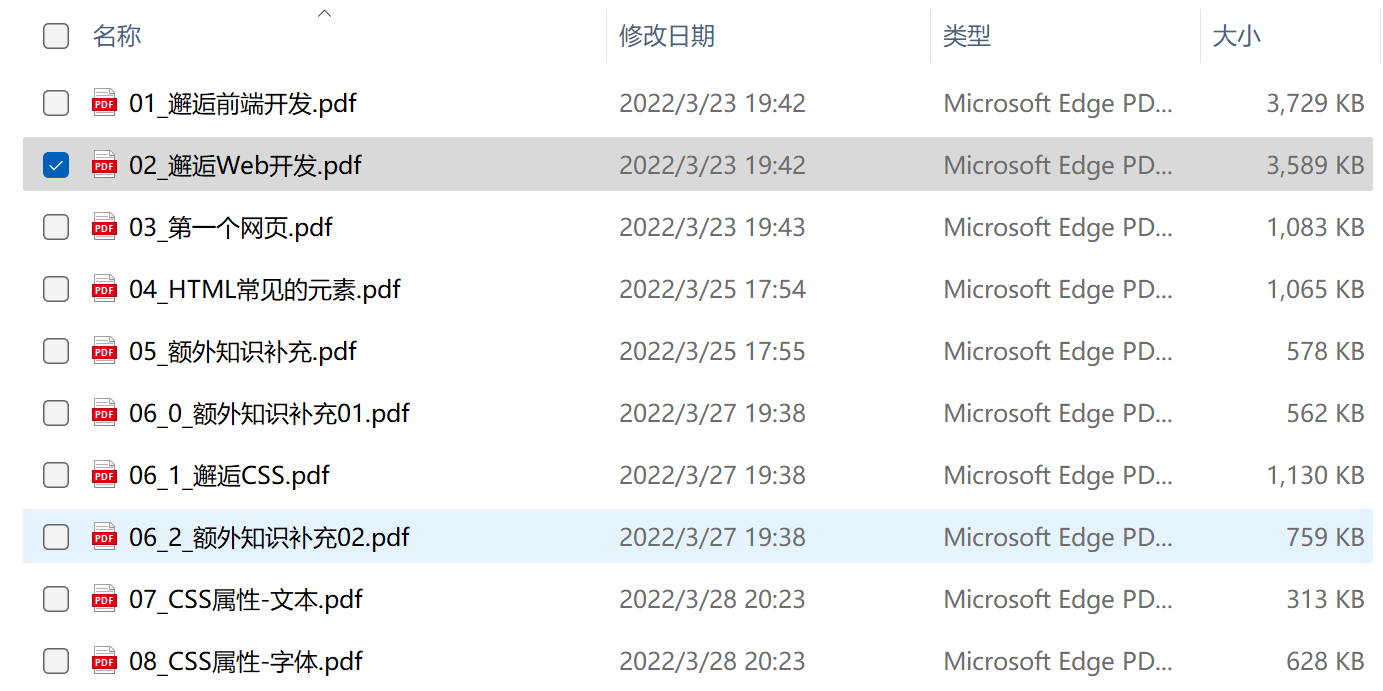 名称 修改日期 类型 大小
PDF 01_邂逅前端开发.pdf 2022/3/23 19:42 Microsoft Edge PD... 3,729 KB
PDF 02_邂逅Web开发.pdf 2022/3/23 19:42 Microsoft Edge PD... 3,589 KB
PDF 03_第一个网页.pdf 2022/3/23 19:43 Microsoft Edge PD... 1,083 KB
PDF 04_HTML常见的元素.pdf 2022/3/25 17:54 Microsoft Edge PD... 1,065 KB
PDF 05_额外知识补充.pdf 2022/3/25 17:55 Microsoft Edge PD... 578 KB
PDF 06_0_额外知识补充01.pdf 2022/3/27 19:38 Microsoft Edge PD... 562 KB
PDF 06_1_邂逅CSS.pdf 2022/3/27 19:38 Microsoft Edge PD... 1,130 KB
PDF 06_2_额外知识补充02.pdf 2022/3/27 19:38 Microsoft Edge PD... 759 KB
PDF 07_CSS属性-文本.pdf 2022/3/28 20:23 Microsoft Edge PD... 313 KB
PDF 08_CSS属性-字体.pdf 2022/3/28 20:23 Microsoft Edge PD... 628 KB